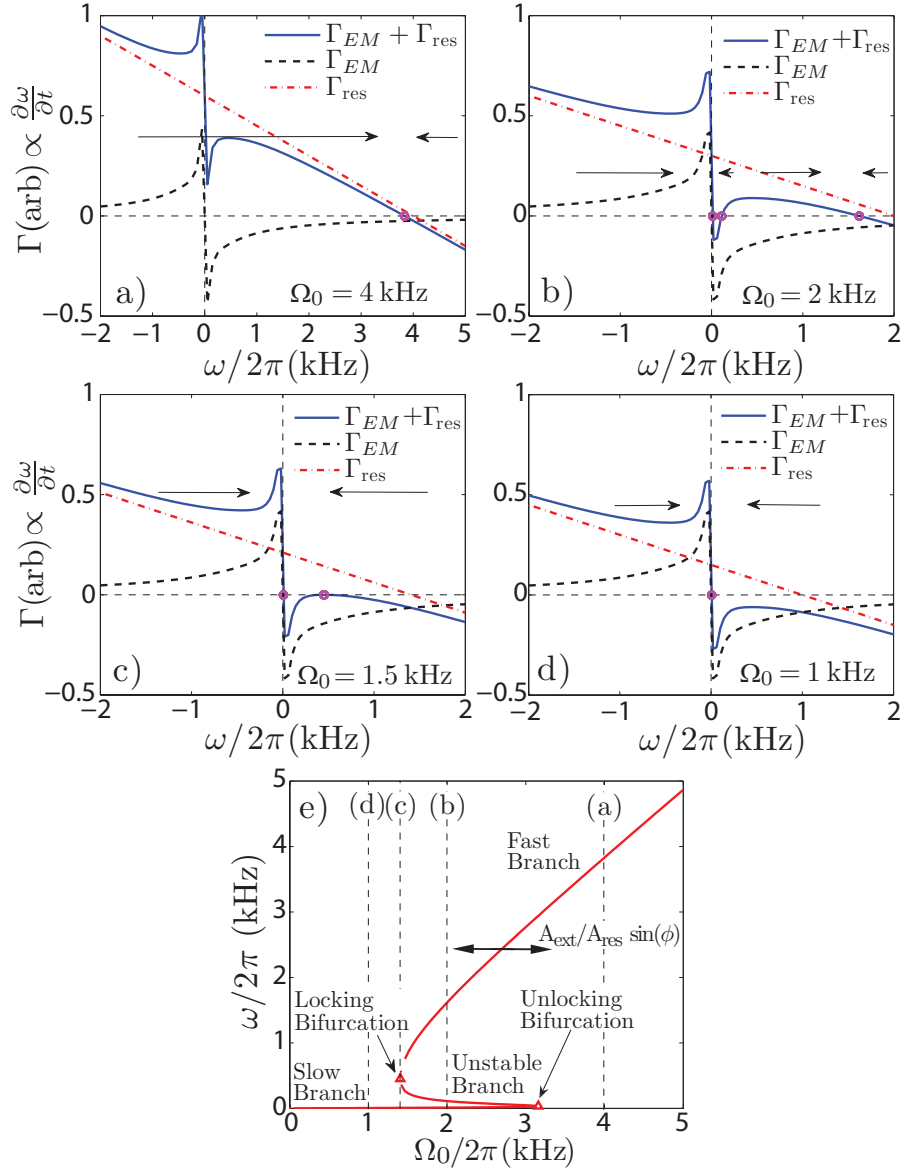 1
0.5
0
−0.5
Γ(arb) ∝ ∂ω/∂t
Γ_EM + Γ_res
Γ_EM
Γ_res
a)
Ω₀ = 4 kHz
−2 −1 0 1 2 3 4 5
ω/2π (kHz)
1
0.5
0
−0.5
Γ_EM + Γ_res
Γ_EM
Γ_res
b)
Ω₀ = 2 kHz
−2 −1 0 1 2
ω/2π (kHz)
1
0.5
0
−0.5
Γ(arb) ∝ ∂ω/∂t
Γ_EM + Γ_res
Γ_EM
Γ_res
c)
Ω₀ = 1.5 kHz
−2 −1 0 1 2
ω/2π (kHz)
1
0.5
0
−0.5
Γ_EM + Γ_res
Γ_EM
Γ_res
d)
Ω₀ = 1 kHz
−2 −1 0 1 2
ω/2π (kHz)
5
4
3
2
1
0
ω/2π (kHz)
e) (d) (c) (b) (a)
Fast
Branch
A_ext/A_res sin(ϕ)
Locking
Bifurcation
Unlocking
Bifurcation
Slow
Branch
Unstable
Branch
0 1 2 3 4 5
Ω₀/2π (kHz)